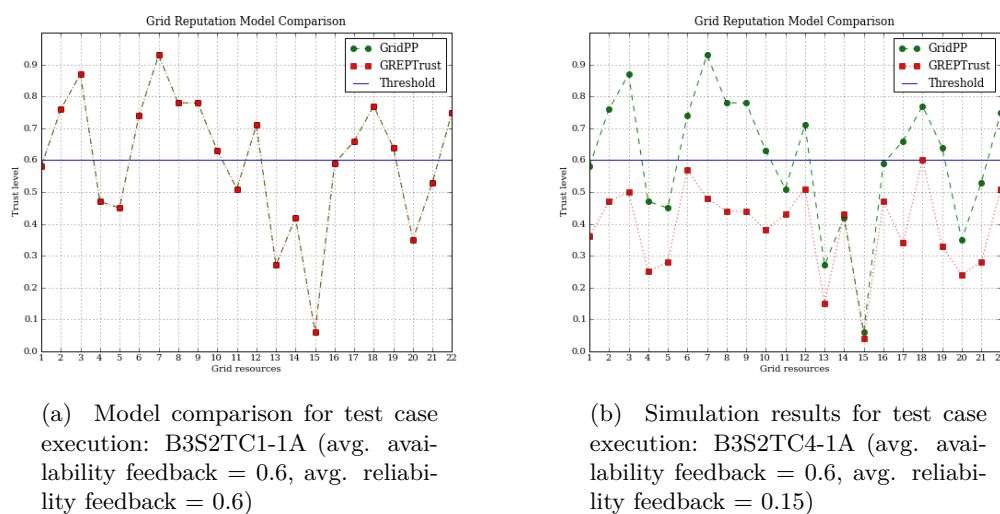 Grid Reputation Model Comparison
GridPP
GREPTrust
Threshold
0.9
0.8
0.7
0.6
0.5
0.4
0.3
0.2
0.1
0.0
Trust level
1 2 3 4 5 6 7 8 9 10 11 12 13 14 15 16 17 18 19 20 21 22
Grid resources
(a) Model comparison for test case
execution: B3S2TC1-1A (avg. avai-
lability feedback = 0.6, avg. reliabi-
lity feedback = 0.6)
Grid Reputation Model Comparison
GridPP
GREPTrust
Threshold
0.9
0.8
0.7
0.6
0.5
0.4
0.3
0.2
0.1
0.0
Trust level
1 2 3 4 5 6 7 8 9 10 11 12 13 14 15 16 17 18 19 20 21 2
Grid resources
(b) Simulation results for test case
execution: B3S2TC4-1A (avg. avai-
lability feedback = 0.6, avg. reliabi-
lity feedback = 0.15)